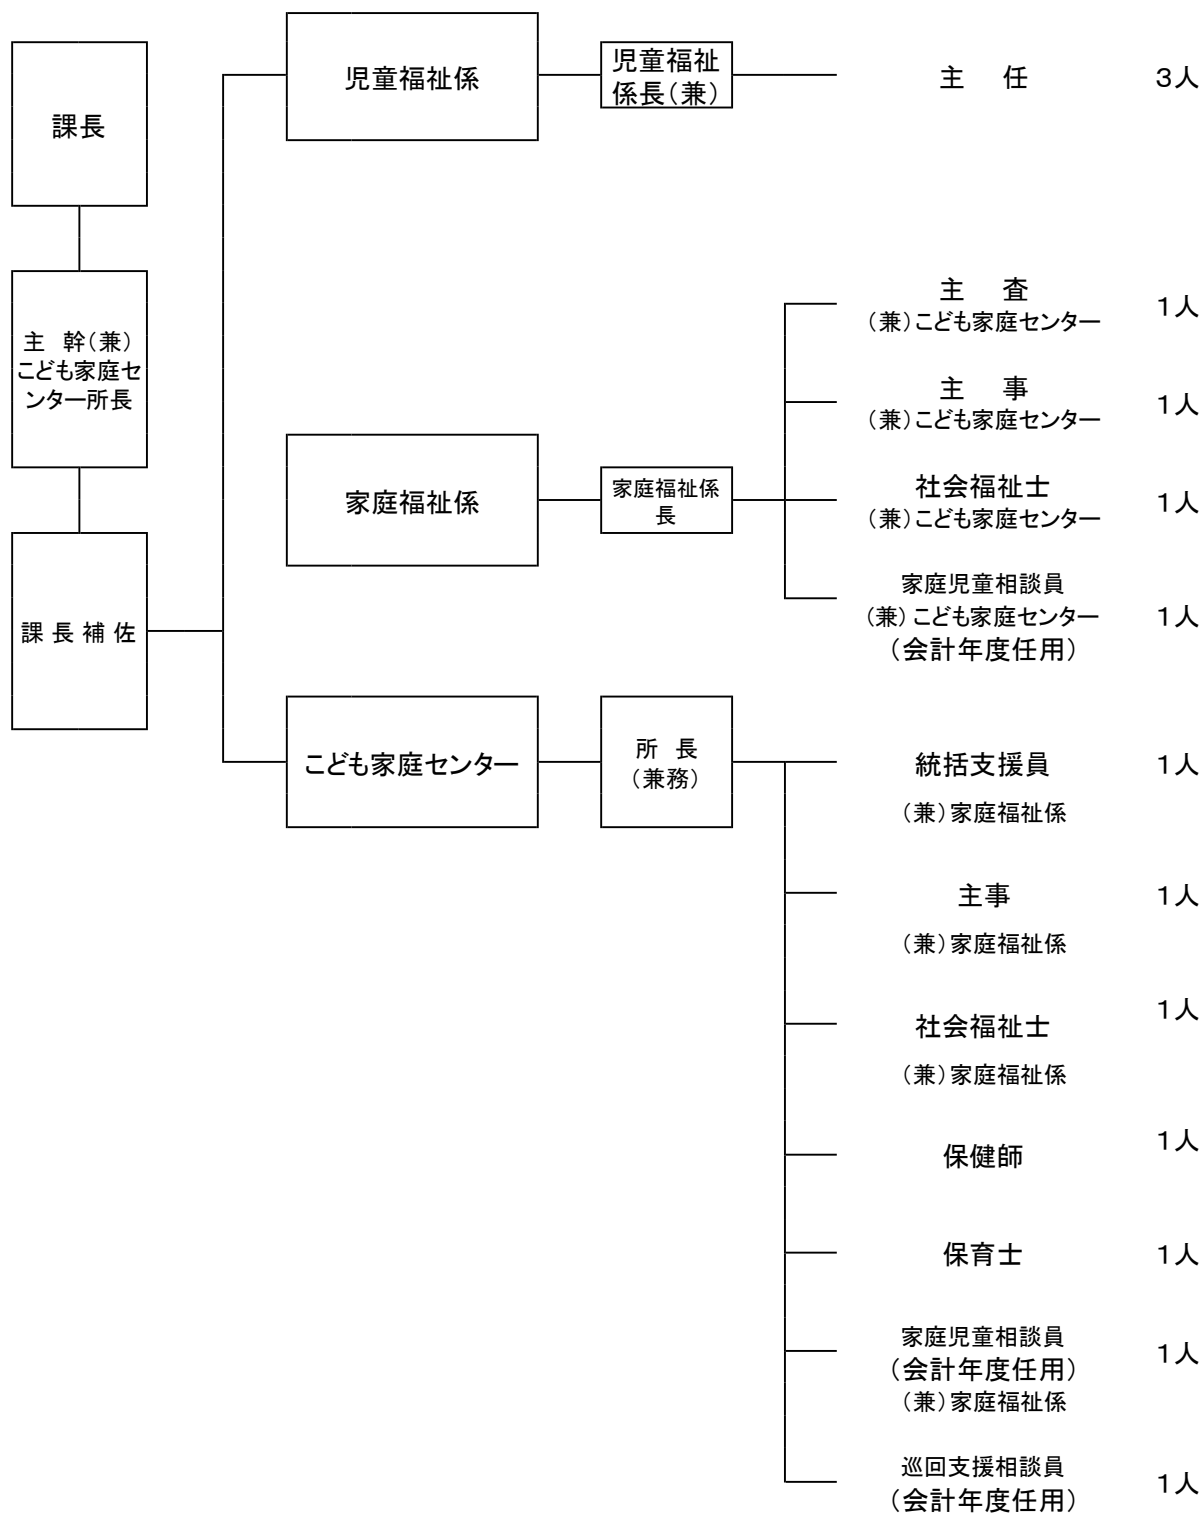 課長
主　幹（兼）
こども家庭セ
ンター所長
課 長 補 佐
児童福祉係
児童福祉
係長（兼）
主　任　3人
家庭福祉係
家庭福祉係
長
主　査　1人
（兼）こども家庭センター
主　事　1人
（兼）こども家庭センター
社会福祉士　1人
（兼）こども家庭センター
家庭児童相談員
（兼）こども家庭センター　1人
（会計年度任用）
こども家庭センター
所　長
（兼務）
統括支援員　1人
（兼）家庭福祉係
主事　1人
（兼）家庭福祉係
社会福祉士　1人
（兼）家庭福祉係
保健師　1人
保育士　1人
家庭児童相談員
（会計年度任用）　1人
（兼）家庭福祉係
巡回支援相談員
（会計年度任用）　1人